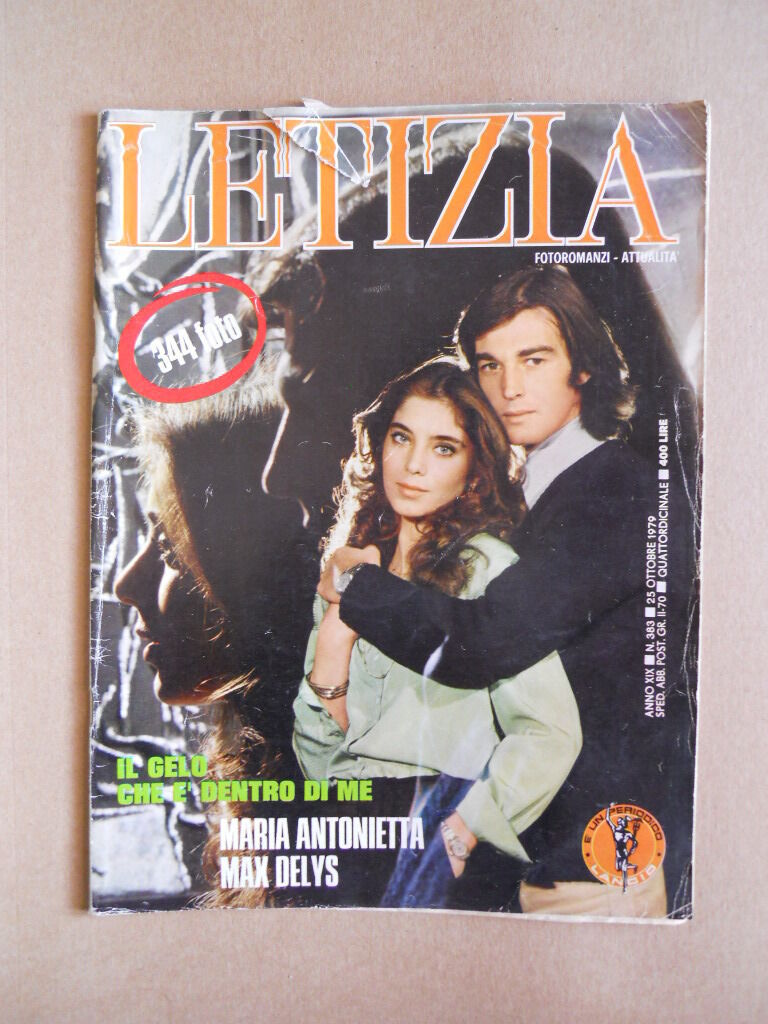 LETIZIA
FOTOROMANZI - ATTUALITA'
344 foto
ANNO XIX ■ N. 383 ■ 25 OTTOBRE 1979
SPED. ABB. POST. GR. II-70 ■ QUATTORDICINALE ■ 400 LIRE
IL GELO
CHE E' DENTRO DI ME
MARIA ANTONIETTA
MAX DELYS
E' UN PERIODICO
LANCIO